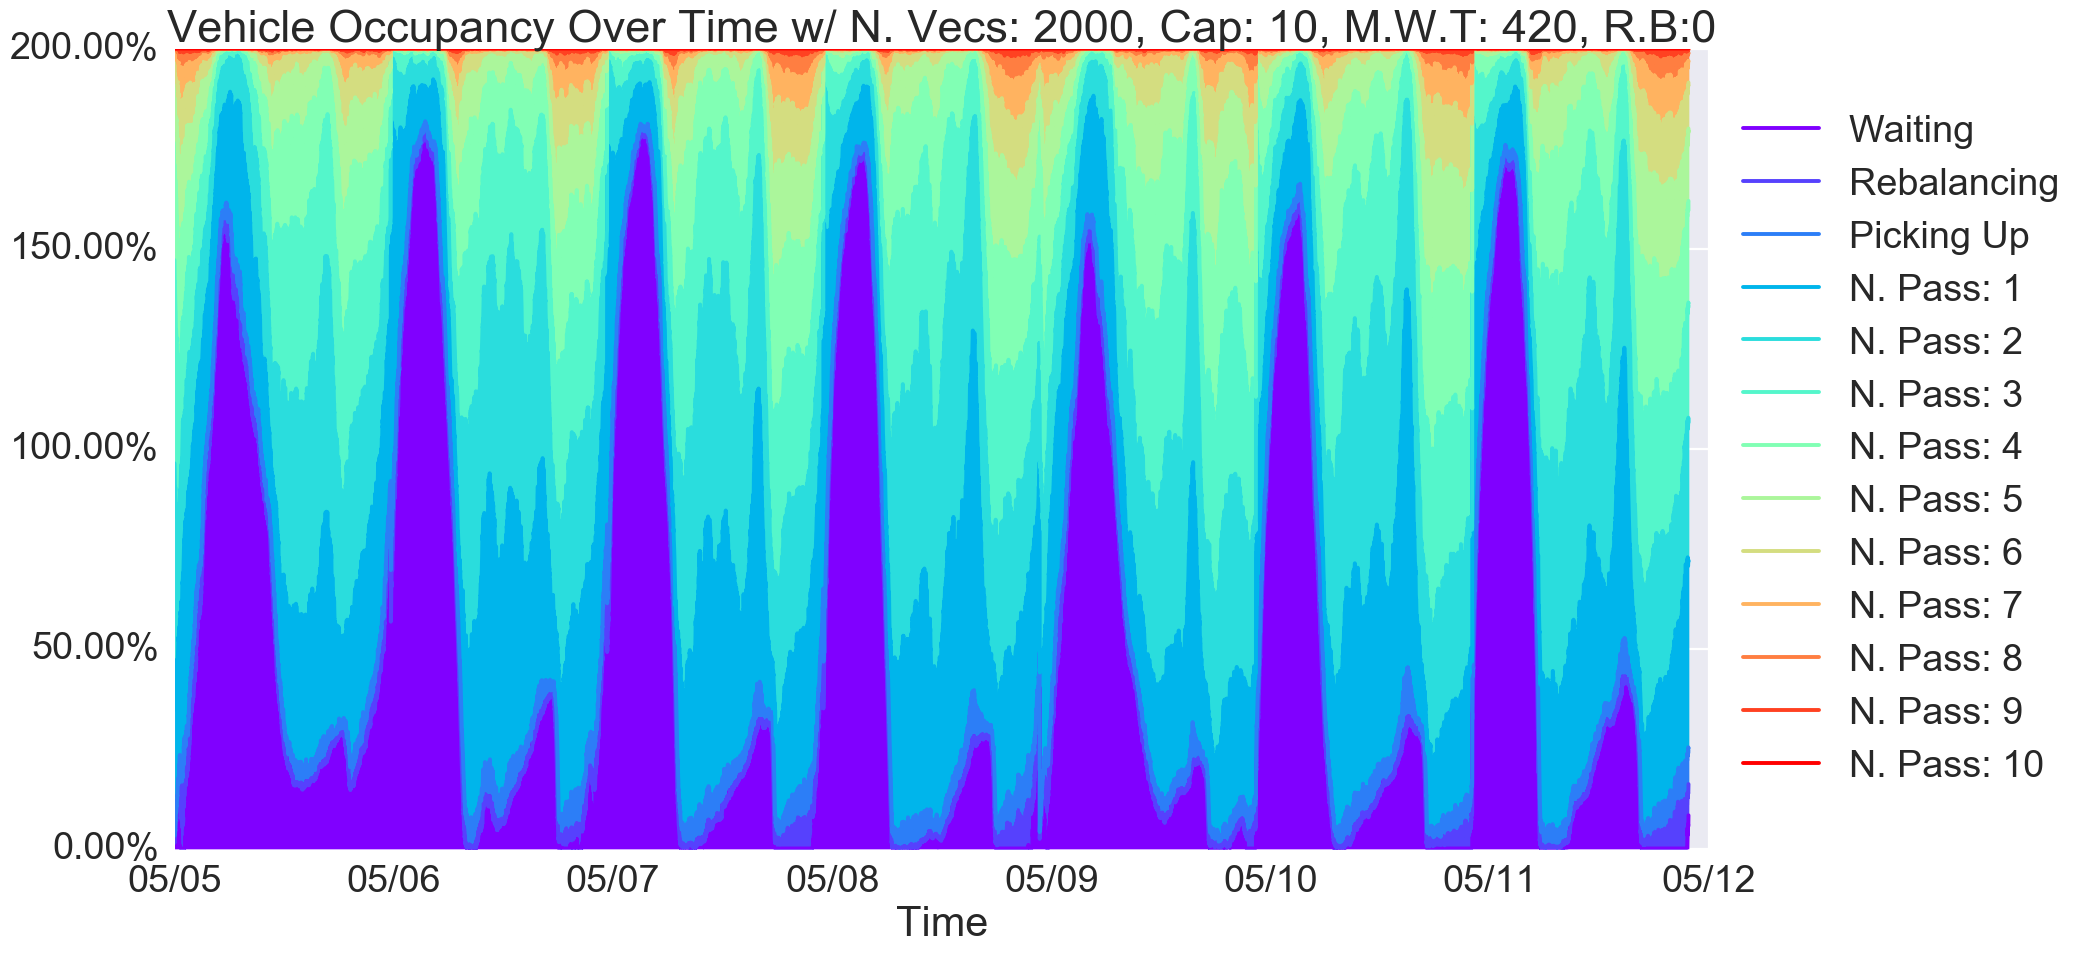 Vehicle Occupancy Over Time w/ N. Vecs: 2000, Cap: 10, M.W.T: 420, R.B:0
200.00%
150.00%
100.00%
50.00%
0.00%
05/05 05/06 05/07 05/08 05/09 05/10 05/11 05/12
Time
Waiting
Rebalancing
Picking Up
N. Pass: 1
N. Pass: 2
N. Pass: 3
N. Pass: 4
N. Pass: 5
N. Pass: 6
N. Pass: 7
N. Pass: 8
N. Pass: 9
N. Pass: 10